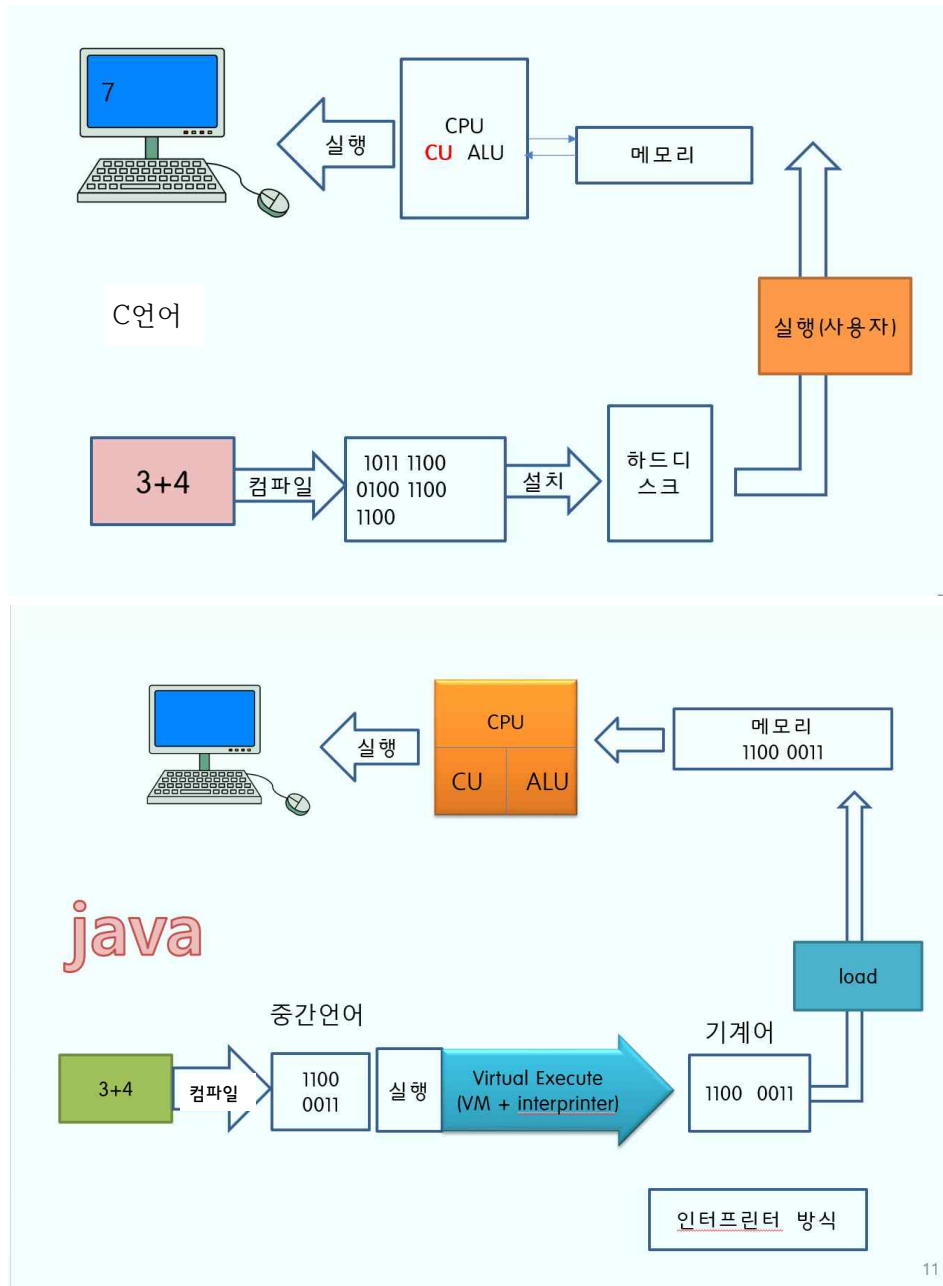 7
실행
CPU
CU ALU
메모리
C언어
실행(사용자)
3+4
컴파일
1011 1100
0100 1100
1100
설치
하드디
스크
실행
CPU
CU ALU
메모리
1100 0011
java
load
중간언어
기계어
3+4
컴파일
1100
0011
실행
Virtual Execute
(VM + interprinter)
1100 0011
인터프린터 방식
11